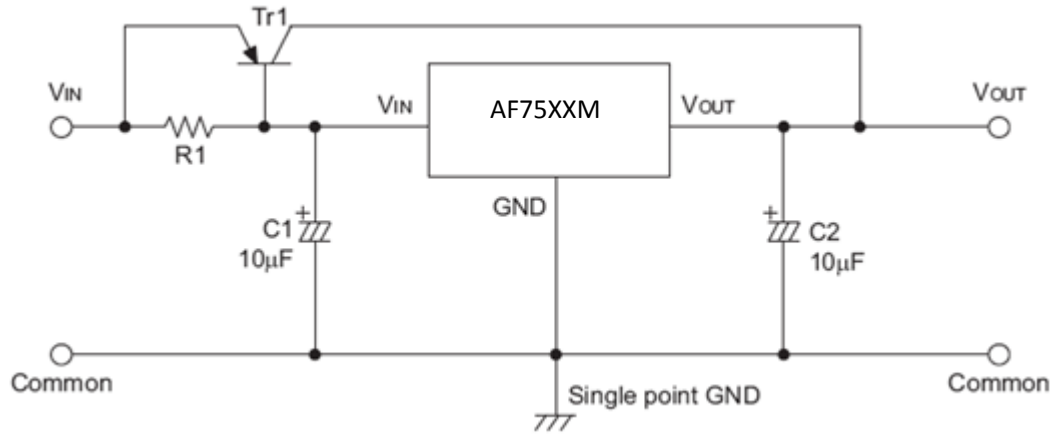 Tr1
VIN
VIN
AF75XXM
VOUT
VOUT
R1
GND
C1
10μF
C2
10μF
Common
Single point GND
Common